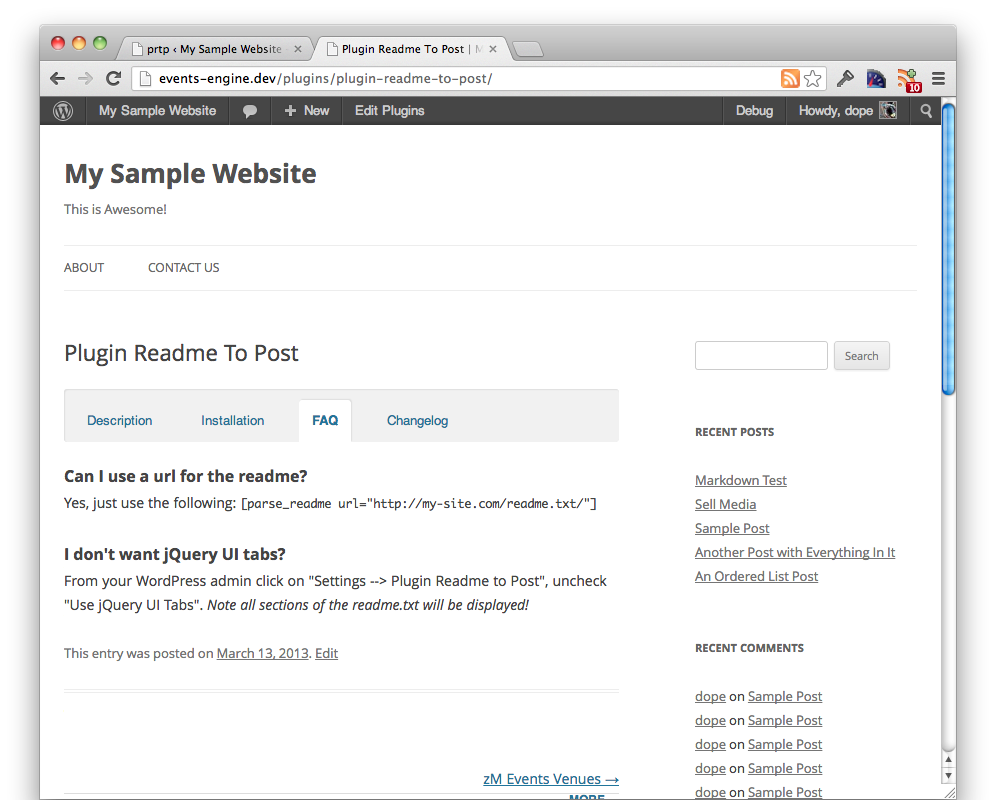 prtp ‹ My Sample Website
Plugin Readme To Post |
events-engine.dev/plugins/plugin-readme-to-post/
10
My Sample Website
+ New
Edit Plugins
Debug
Howdy, dope
My Sample Website
This is Awesome!
ABOUT
CONTACT US
Plugin Readme To Post
Description
Installation
FAQ
Changelog
Can I use a url for the readme?
Yes, just use the following: [parse_readme url="http://my-site.com/readme.txt/"]
I don't want jQuery UI tabs?
From your WordPress admin click on "Settings --> Plugin Readme to Post", uncheck
"Use jQuery UI Tabs". Note all sections of the readme.txt will be displayed!
This entry was posted on March 13, 2013. Edit
zM Events Venues →
MORE
Search
RECENT POSTS
Markdown Test
Sell Media
Sample Post
Another Post with Everything In It
An Ordered List Post
RECENT COMMENTS
dope on Sample Post
dope on Sample Post
dope on Sample Post
dope on Sample Post
dope on Sample Post